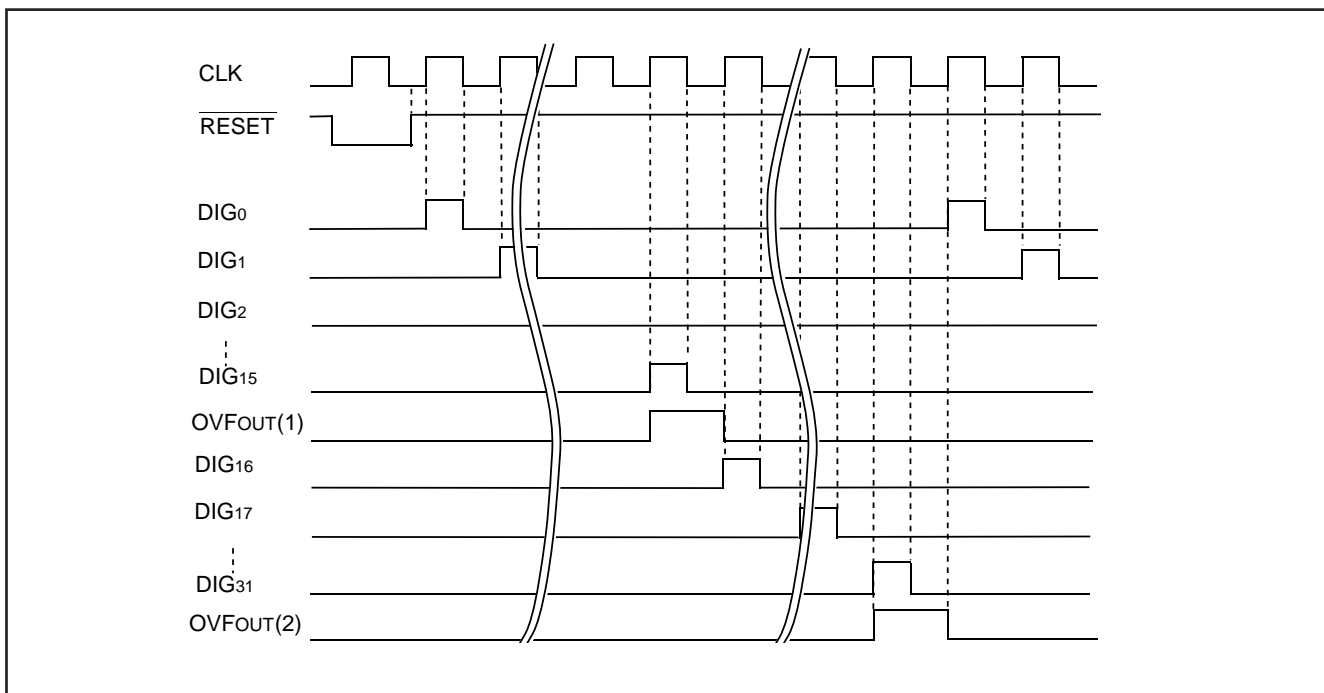 CLK
RESET
DIG0
DIG1
DIG2
DIG15
OVFOUT(1)
DIG16
DIG17
DIG31
OVFOUT(2)